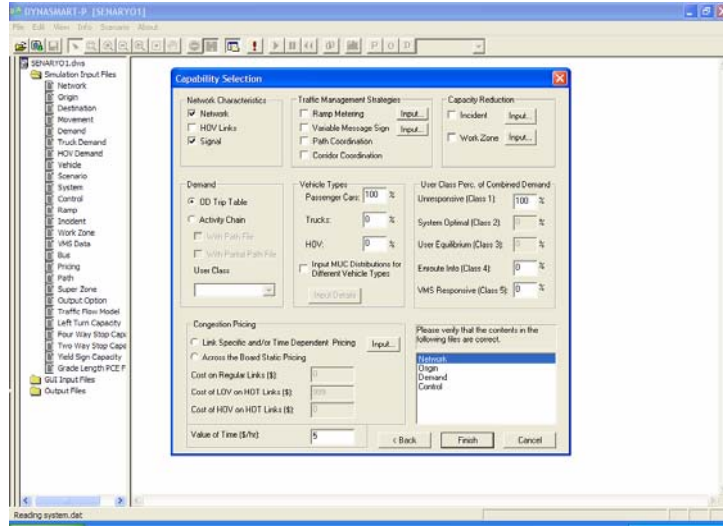 DYNASMART-P [SENARYO1]
File Edit View Info Scenario About
P O D
SENARYO1.dws
Simulation Input Files
Network
Origin
Destination
Movement
Demand
Truck Demand
HOV Demand
Vehicle
Scenario
System
Control
Ramp
Incident
Work Zone
VMS Data
Bus
Pricing
Path
Super Zone
Output Option
Traffic Flow Model
Left Turn Capacity
Four Way Stop Capa
Two Way Stop Capa
Yield Sign Capacity
Grade Length PCE F
GUI Input Files
Output Files
Capability Selection
Network Characteristics
Network
HOV Links
Signal
Traffic Management Strategies
Ramp Metering Input...
Variable Message Sign Input...
Path Coordination
Corridor Coordination
Capacity Reduction
Incident Input...
Work Zone Input...
Demand
OD Trip Table
Activity Chain
With Path File
With Partial Path File
User Class
Vehicle Types
Passenger Cars: 100 %
Trucks: 0 %
HOV: 0 %
Input MUC Distributions for
Different Vehicle Types
Input Details
User Class Perc. of Combined Demand
Unresponsive (Class 1): 100 %
System Optimal (Class 2): 0 %
User Equilibrium (Class 3): 0 %
Enroute Info (Class 4): 0 %
VMS Responsive (Class 5): 0 %
Congestion Pricing
Link Specific and/or Time Dependent Pricing Input...
Across the Board Static Pricing
Cost on Regular Links ($): 0
Cost of LOV on HOT Links ($): 999
Cost of HOV on HOT Links ($): 0
Value of Time ($/hr): 5
Please verify that the contents in the
following files are correct.
Network
Origin
Demand
Control
< Back Finish Cancel
Reading system.dat